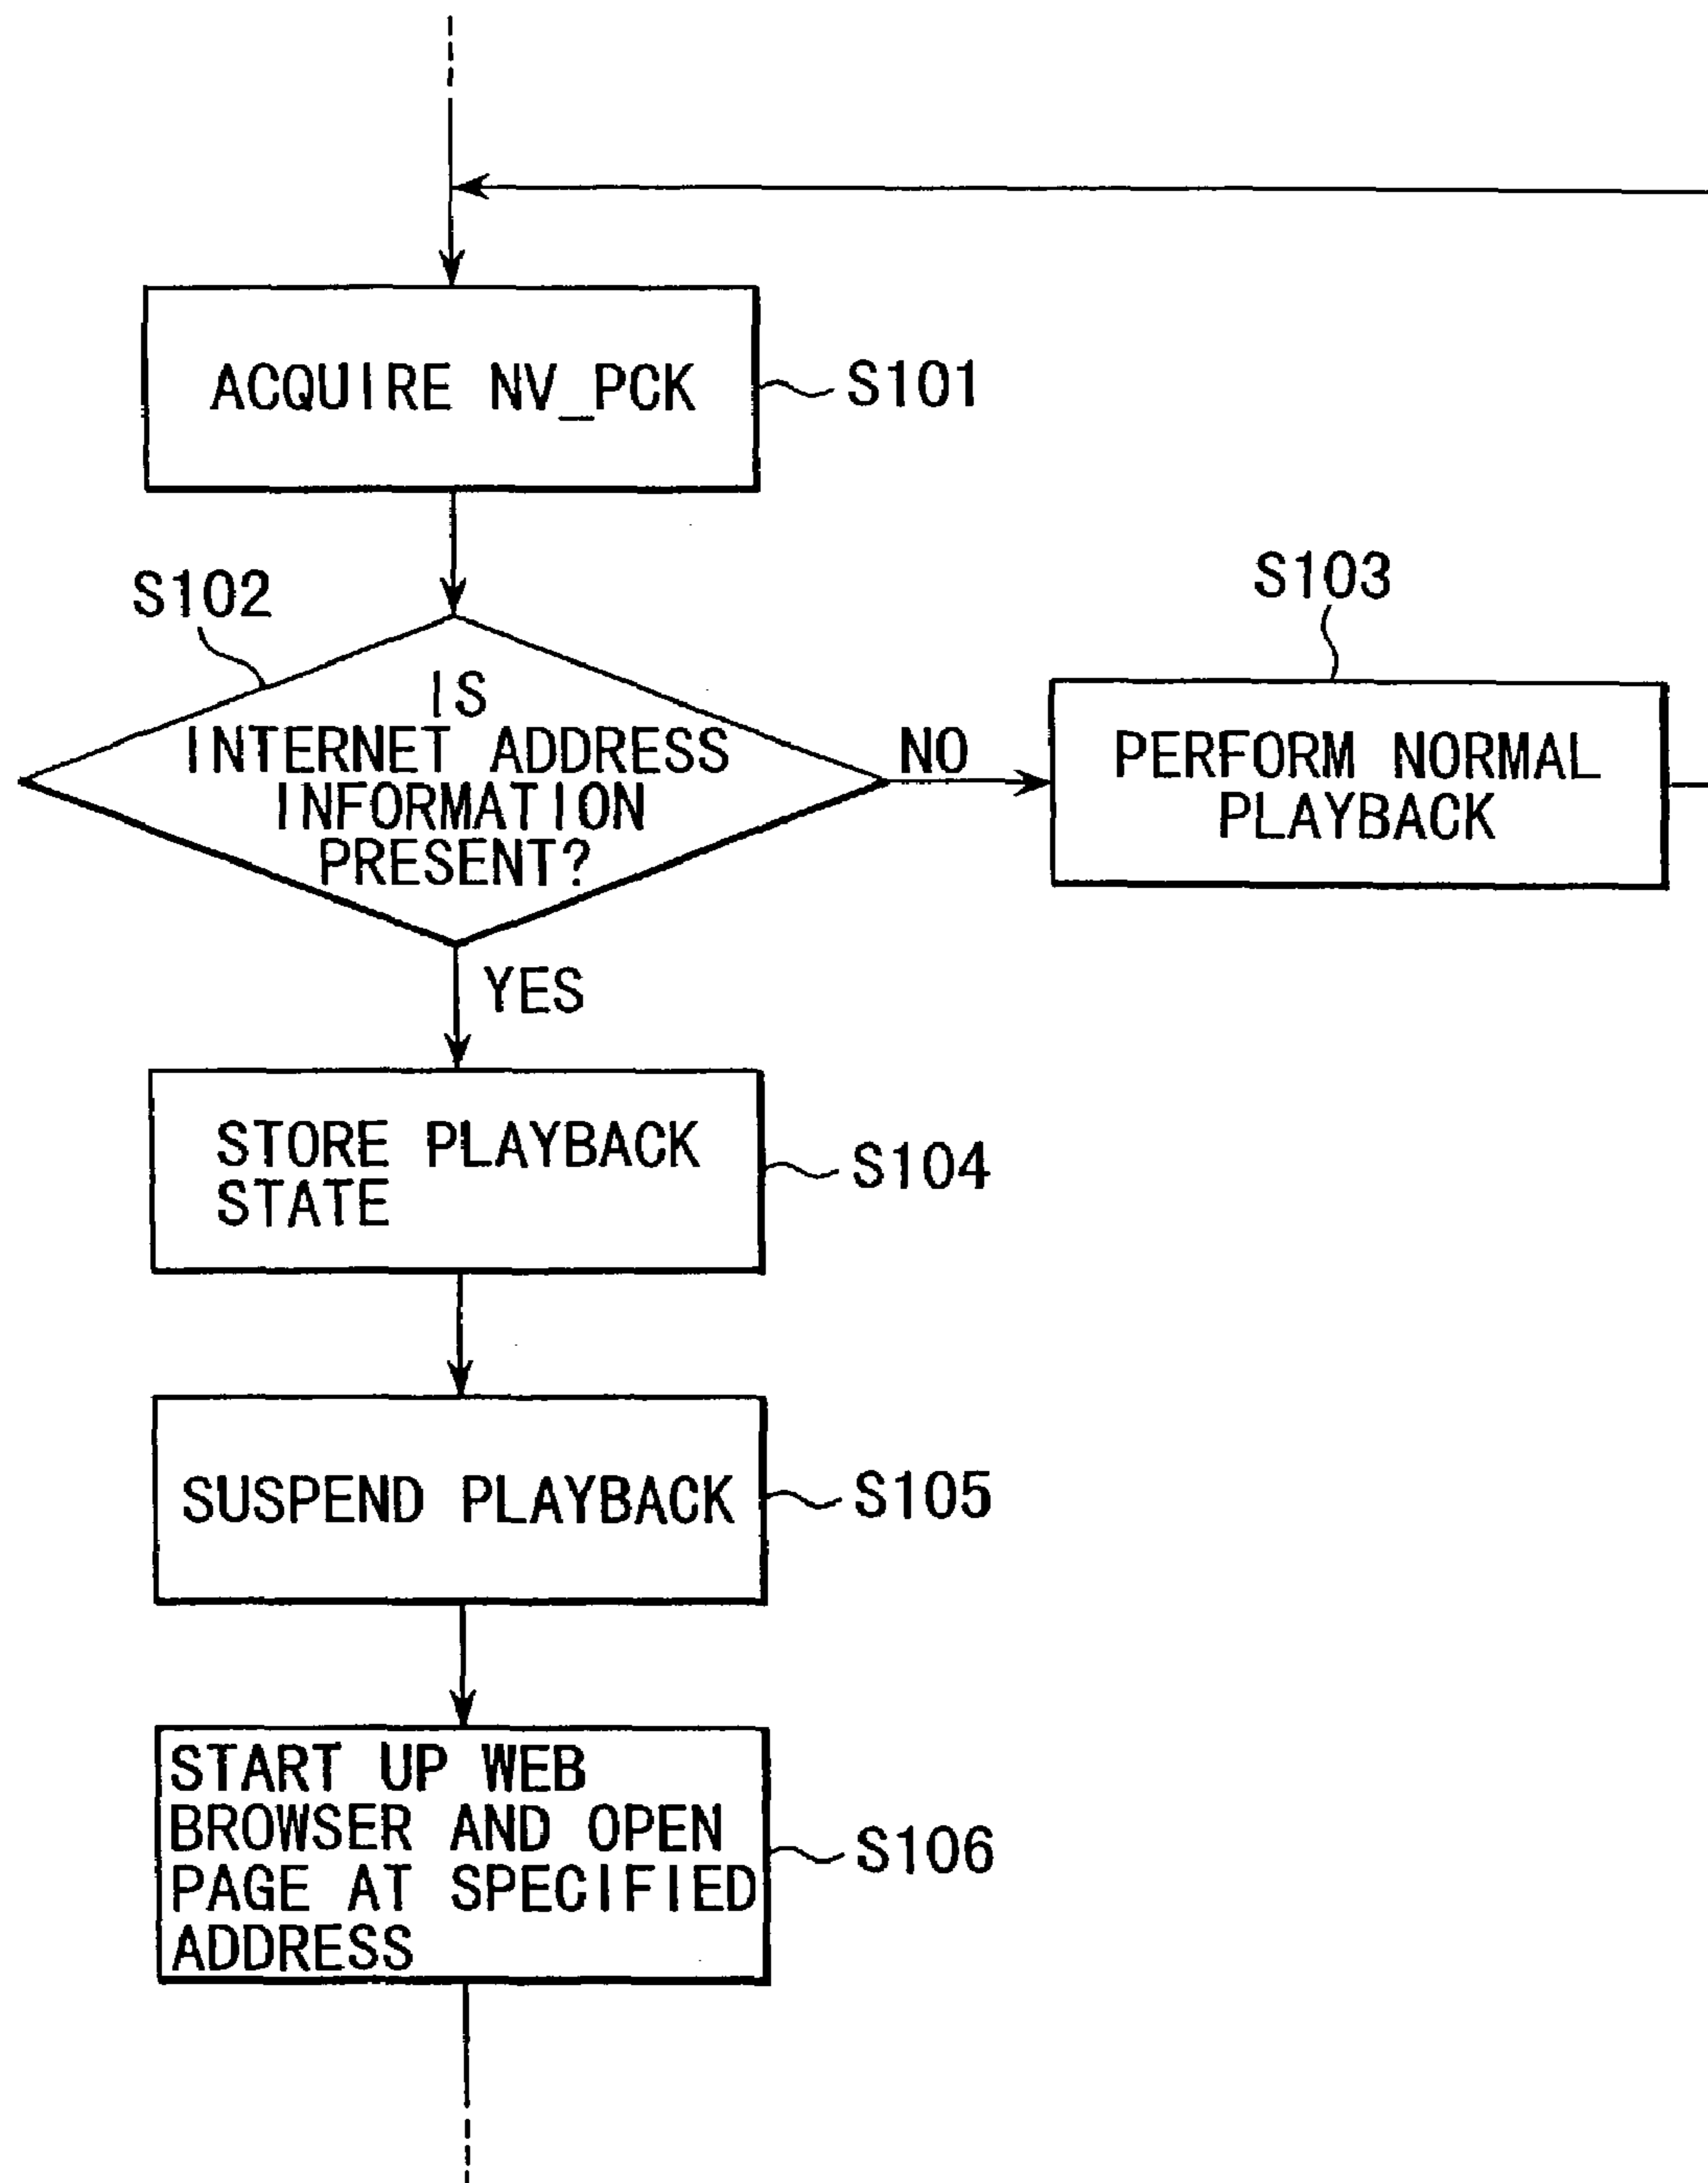 ACQUIRE NV_PCK
S101
S102
IS
INTERNET ADDRESS
INFORMATION
PRESENT?
NO
S103
PERFORM NORMAL
PLAYBACK
YES
STORE PLAYBACK
STATE
S104
SUSPEND PLAYBACK
S105
START UP WEB
BROWSER AND OPEN
PAGE AT SPECIFIED
ADDRESS
S106